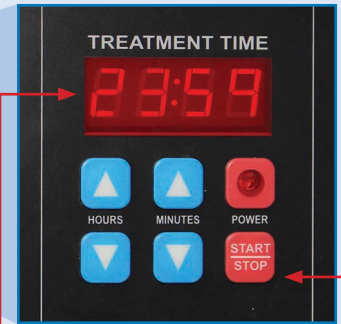 TREATMENT TIME
23:59
HOURS MINUTES POWER
START
STOP